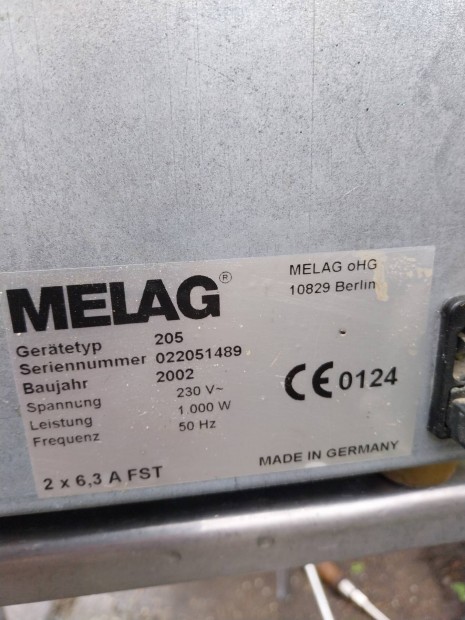 MELAG®
MELAG oHG
10829 Berlin
Gerätetyp 205
Seriennummer 022051489
Baujahr 2002
Spannung 230 V~
Leistung 1 000 W
Frequenz 50 Hz
CE 0124
2 x 6,3 A FST
MADE IN GERMANY